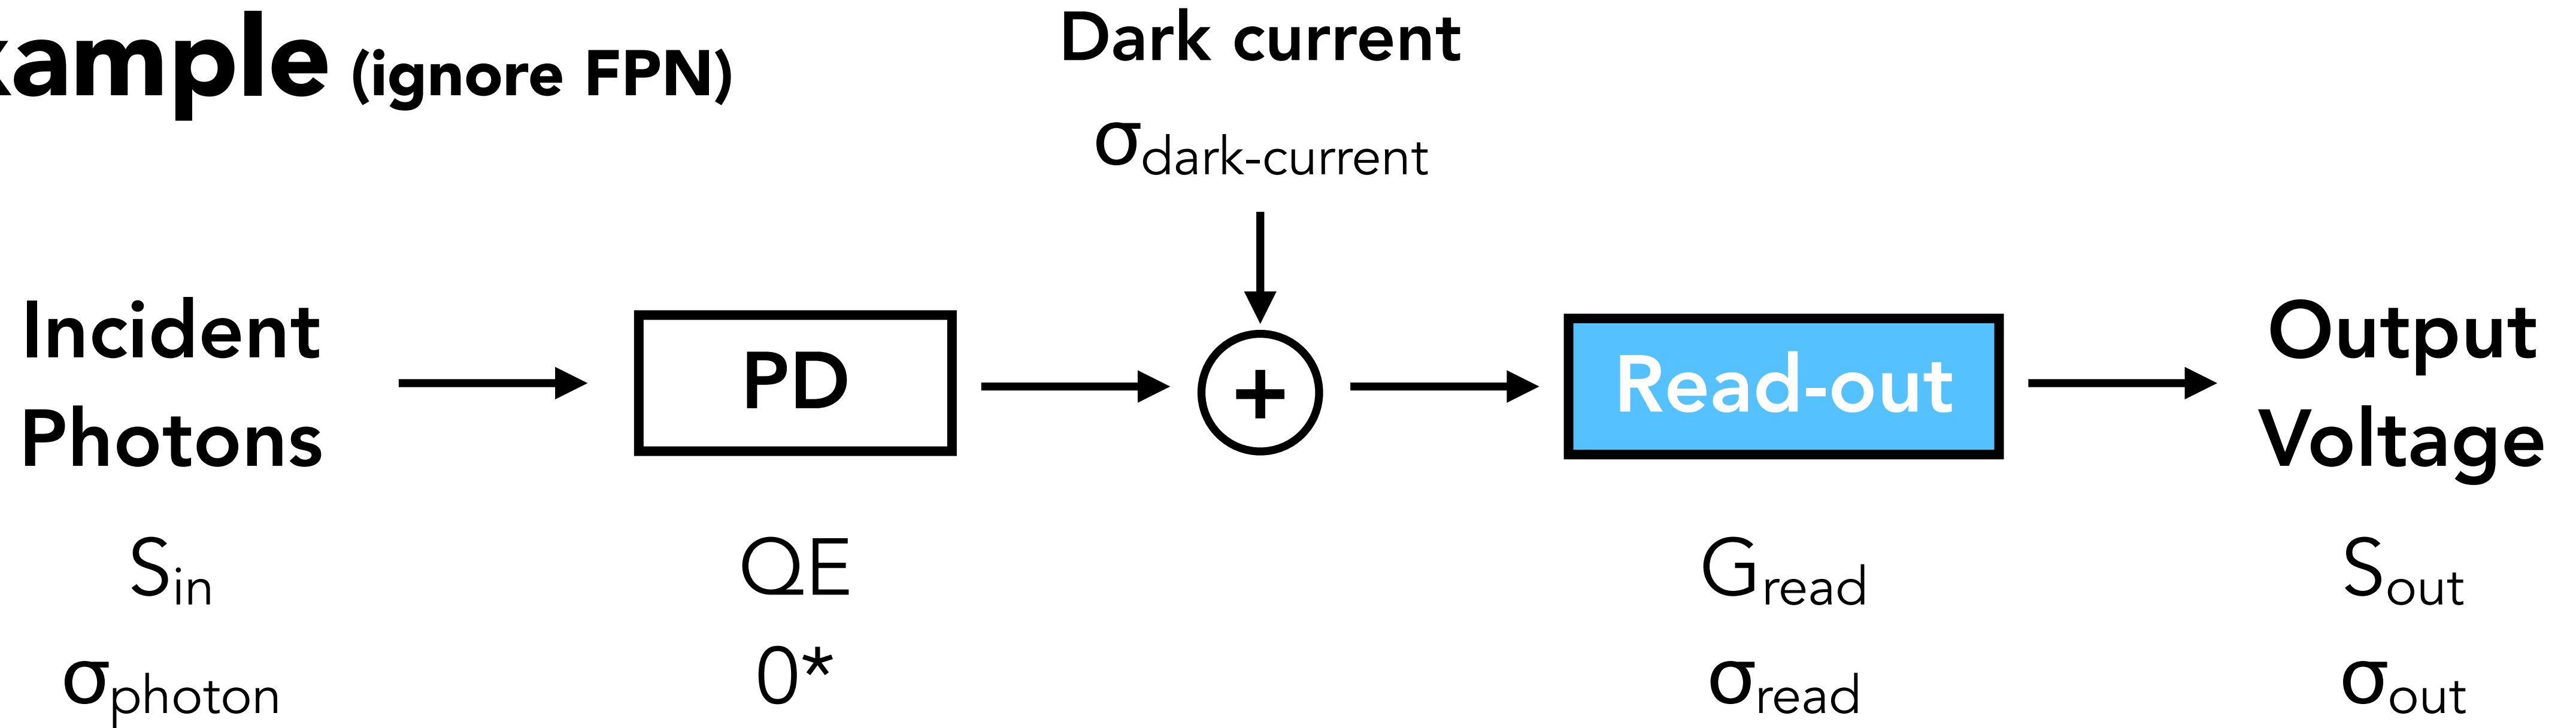 xample (ignore FPN)
Dark current
σdark-current
Incident
Photons
PD
+
Read-out
Output
Voltage
Sin
QE
Gread
Sout
σphoton
0*
σread
σout